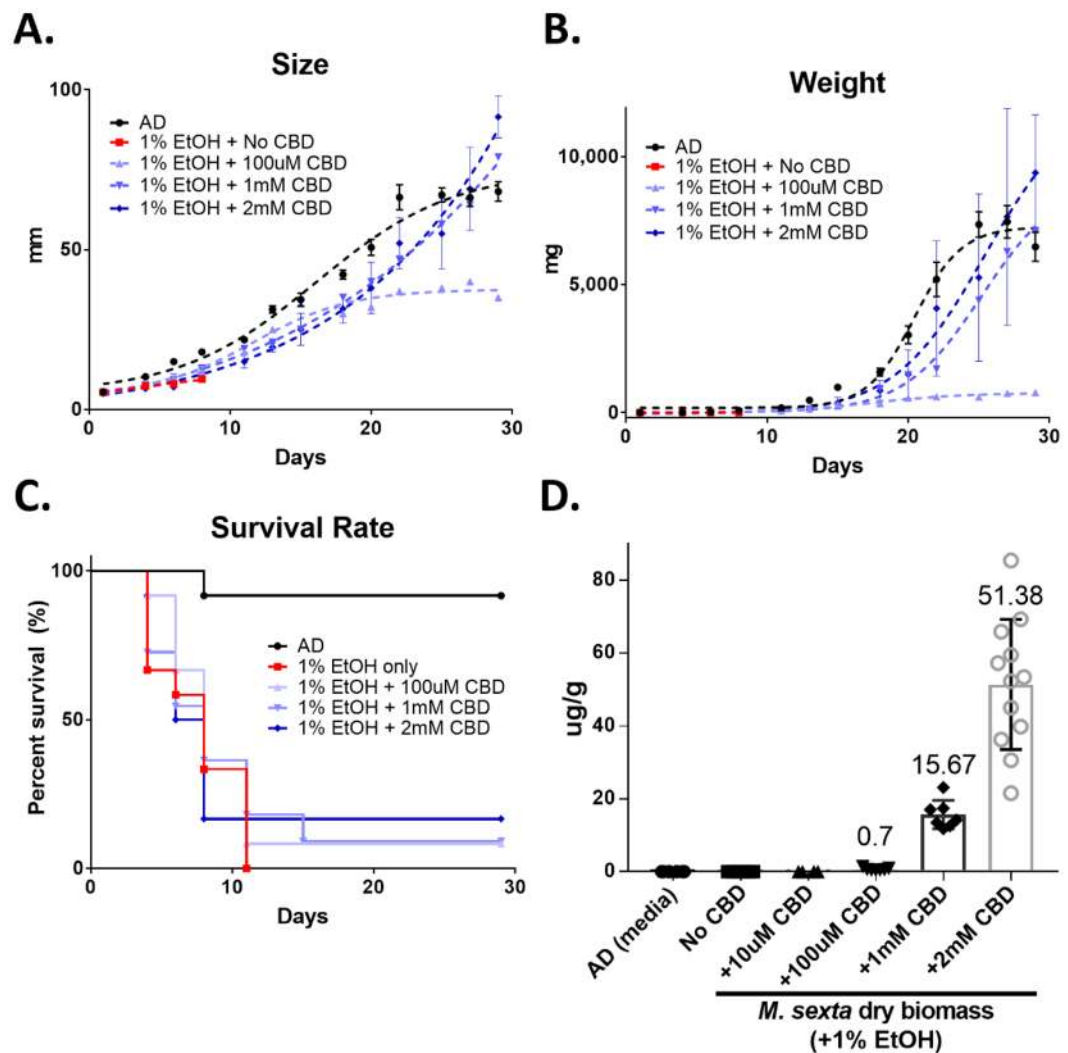 A.
Size
100
50
0
mm
AD
1% EtOH + No CBD
1% EtOH + 100uM CBD
1% EtOH + 1mM CBD
1% EtOH + 2mM CBD
0
10
20
30
Days
B.
Weight
10,000
5,000
0
mg
AD
1% EtOH + No CBD
1% EtOH + 100uM CBD
1% EtOH + 1mM CBD
1% EtOH + 2mM CBD
0
10
20
30
Days
C.
Survival Rate
100
50
0
Percent survival (%)
AD
1% EtOH only
1% EtOH + 100uM CBD
1% EtOH + 1mM CBD
1% EtOH + 2mM CBD
0
10
20
30
Days
D.
80
60
40
20
0
ug/g
0.7
15.67
51.38
AD (media)
No CBD
+10uM CBD
+100uM CBD
+1mM CBD
+2mM CBD
M. sexta dry biomass
(+1% EtOH)